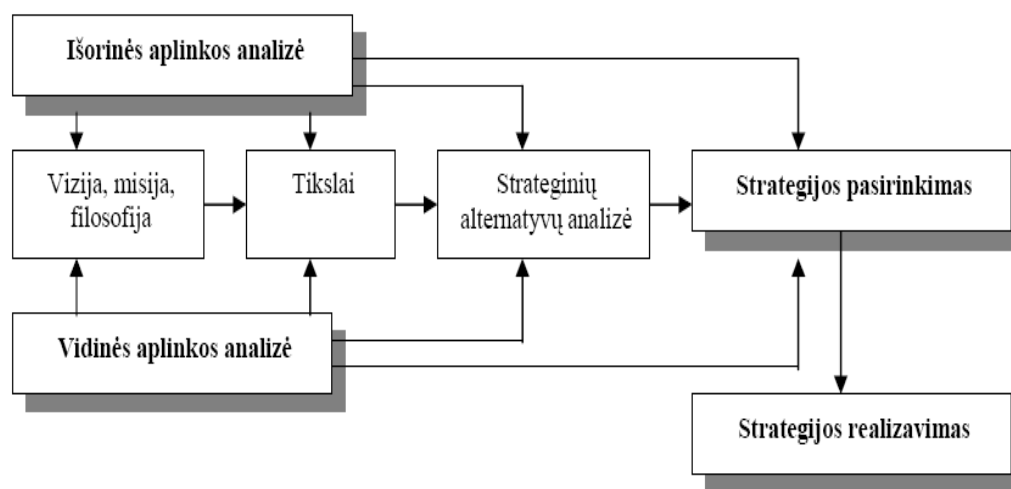 Išorinės aplinkos analizė
Vizija, misija,
filosofija
Tikslai
Strateginių
alternatyvų analizė
Strategijos pasirinkimas
Vidinės aplinkos analizė
Strategijos realizavimas